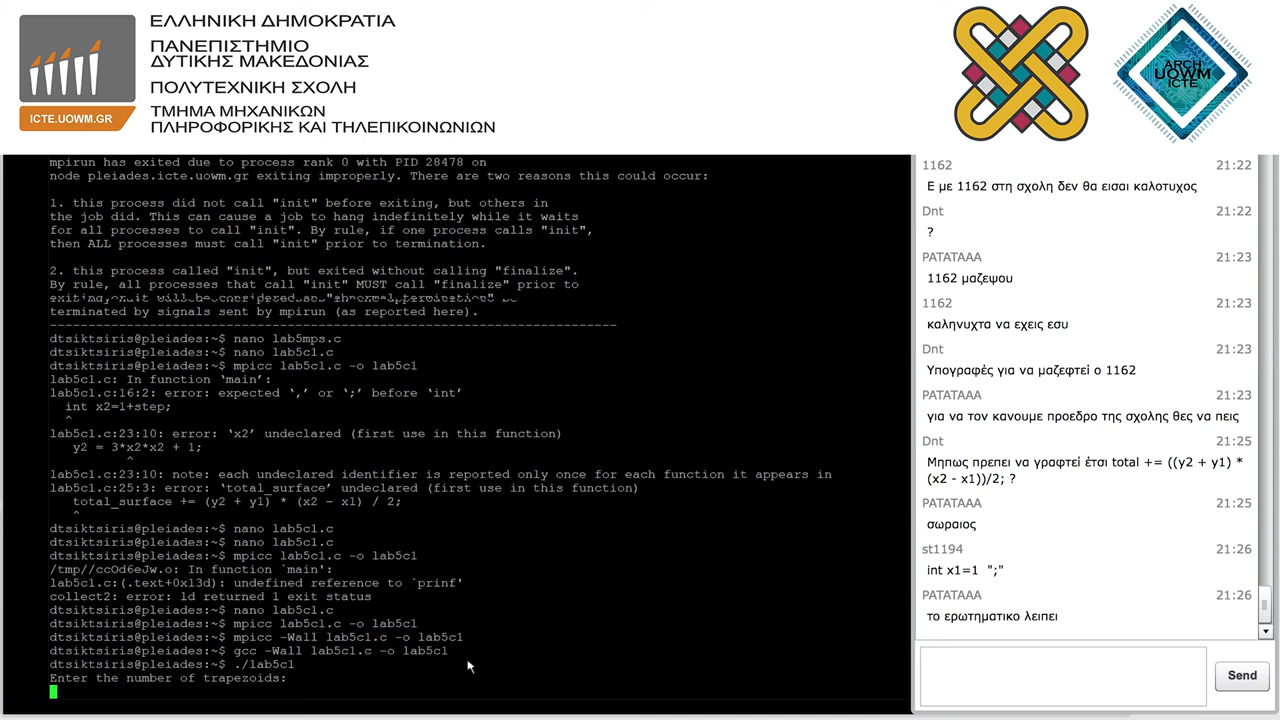 ΕΛΛΗΝΙΚΗ ΔΗΜΟΚΡΑΤΙΑ
ΠΑΝΕΠΙΣΤΗΜΙΟ
ΔΥΤΙΚΗΣ ΜΑΚΕΔΟΝΙΑΣ
ΠΟΛΥΤΕΧΝΙΚΗ ΣΧΟΛΗ
ΤΜΗΜΑ ΜΗΧΑΝΙΚΩΝ
ΠΛΗΡΟΦΟΡΙΚΗΣ ΚΑΙ ΤΗΛΕΠΙΚΟΙΝΩΝΙΩΝ
ICTE.UOWM.GR
ARCH
UOWM
ICTE
mpirun has exited due to process rank 0 with PID 28478 on
node pleiades.icte.uowm.gr exiting improperly. There are two reasons this could occur:
1. this process did not call "init" before exiting, but others in
the job did. This can cause a job to hang indefinitely while it waits
for all processes to call "init". By rule, if one process calls "init",
then ALL processes must call "init" prior to termination.
2. this process called "init", but exited without calling "finalize".
By rule, all processes that call "init" MUST call "finalize" prior to
terminated by signals sent by mpirun (as reported here).
--------------------------------------------------------------------------
dtsiktsiris@pleiades:~$ nano lab5mps.c
dtsiktsiris@pleiades:~$ nano lab5c1.c
dtsiktsiris@pleiades:~$ mpicc lab5c1.c -o lab5c1
lab5c1.c: In function ‘main’:
lab5c1.c:16:2: error: expected ‘,’ or ‘;’ before ‘int’
int x2=1+step;
^
lab5c1.c:23:10: error: ‘x2’ undeclared (first use in this function)
y2 = 3*x2*x2 + 1;
^
lab5c1.c:23:10: note: each undeclared identifier is reported only once for each function it appears in
lab5c1.c:25:3: error: ‘total_surface’ undeclared (first use in this function)
total_surface += (y2 + y1) * (x2 - x1) / 2;
^
dtsiktsiris@pleiades:~$ nano lab5c1.c
dtsiktsiris@pleiades:~$ nano lab5c1.c
dtsiktsiris@pleiades:~$ mpicc lab5c1.c -o lab5c1
/tmp//ccOd6eJw.o: In function `main':
lab5c1.c:(.text+0x13d): undefined reference to `prinf'
collect2: error: ld returned 1 exit status
dtsiktsiris@pleiades:~$ nano lab5c1.c
dtsiktsiris@pleiades:~$ mpicc lab5c1.c -o lab5c1
dtsiktsiris@pleiades:~$ mpicc -Wall lab5c1.c -o lab5c1
dtsiktsiris@pleiades:~$ gcc -Wall lab5c1.c -o lab5c1
dtsiktsiris@pleiades:~$ ./lab5c1
Enter the number of trapezoids:
1162 21:22
Ε με 1162 στη σχολη δεν θα εισαι καλοτυχος
Dnt 21:22
?
PATATAAA 21:23
1162 μαζεψου
1162 21:23
καληνυχτα να εχεις εσυ
Dnt 21:23
Υπογραφές για να μαζεφτεί ο 1162
PATATAAA 21:23
για να τον κανουμε προεδρο της σχολης θες να πεις
Dnt 21:25
Μηπως πρεπει να γραφτεί έτσι total += ((y2 + y1) *
(x2 - x1))/2; ?
PATATAAA 21:25
σωραιος
st1194 21:26
int x1=1 ";"
PATATAAA 21:26
το ερωτηματικο λειπει
Send